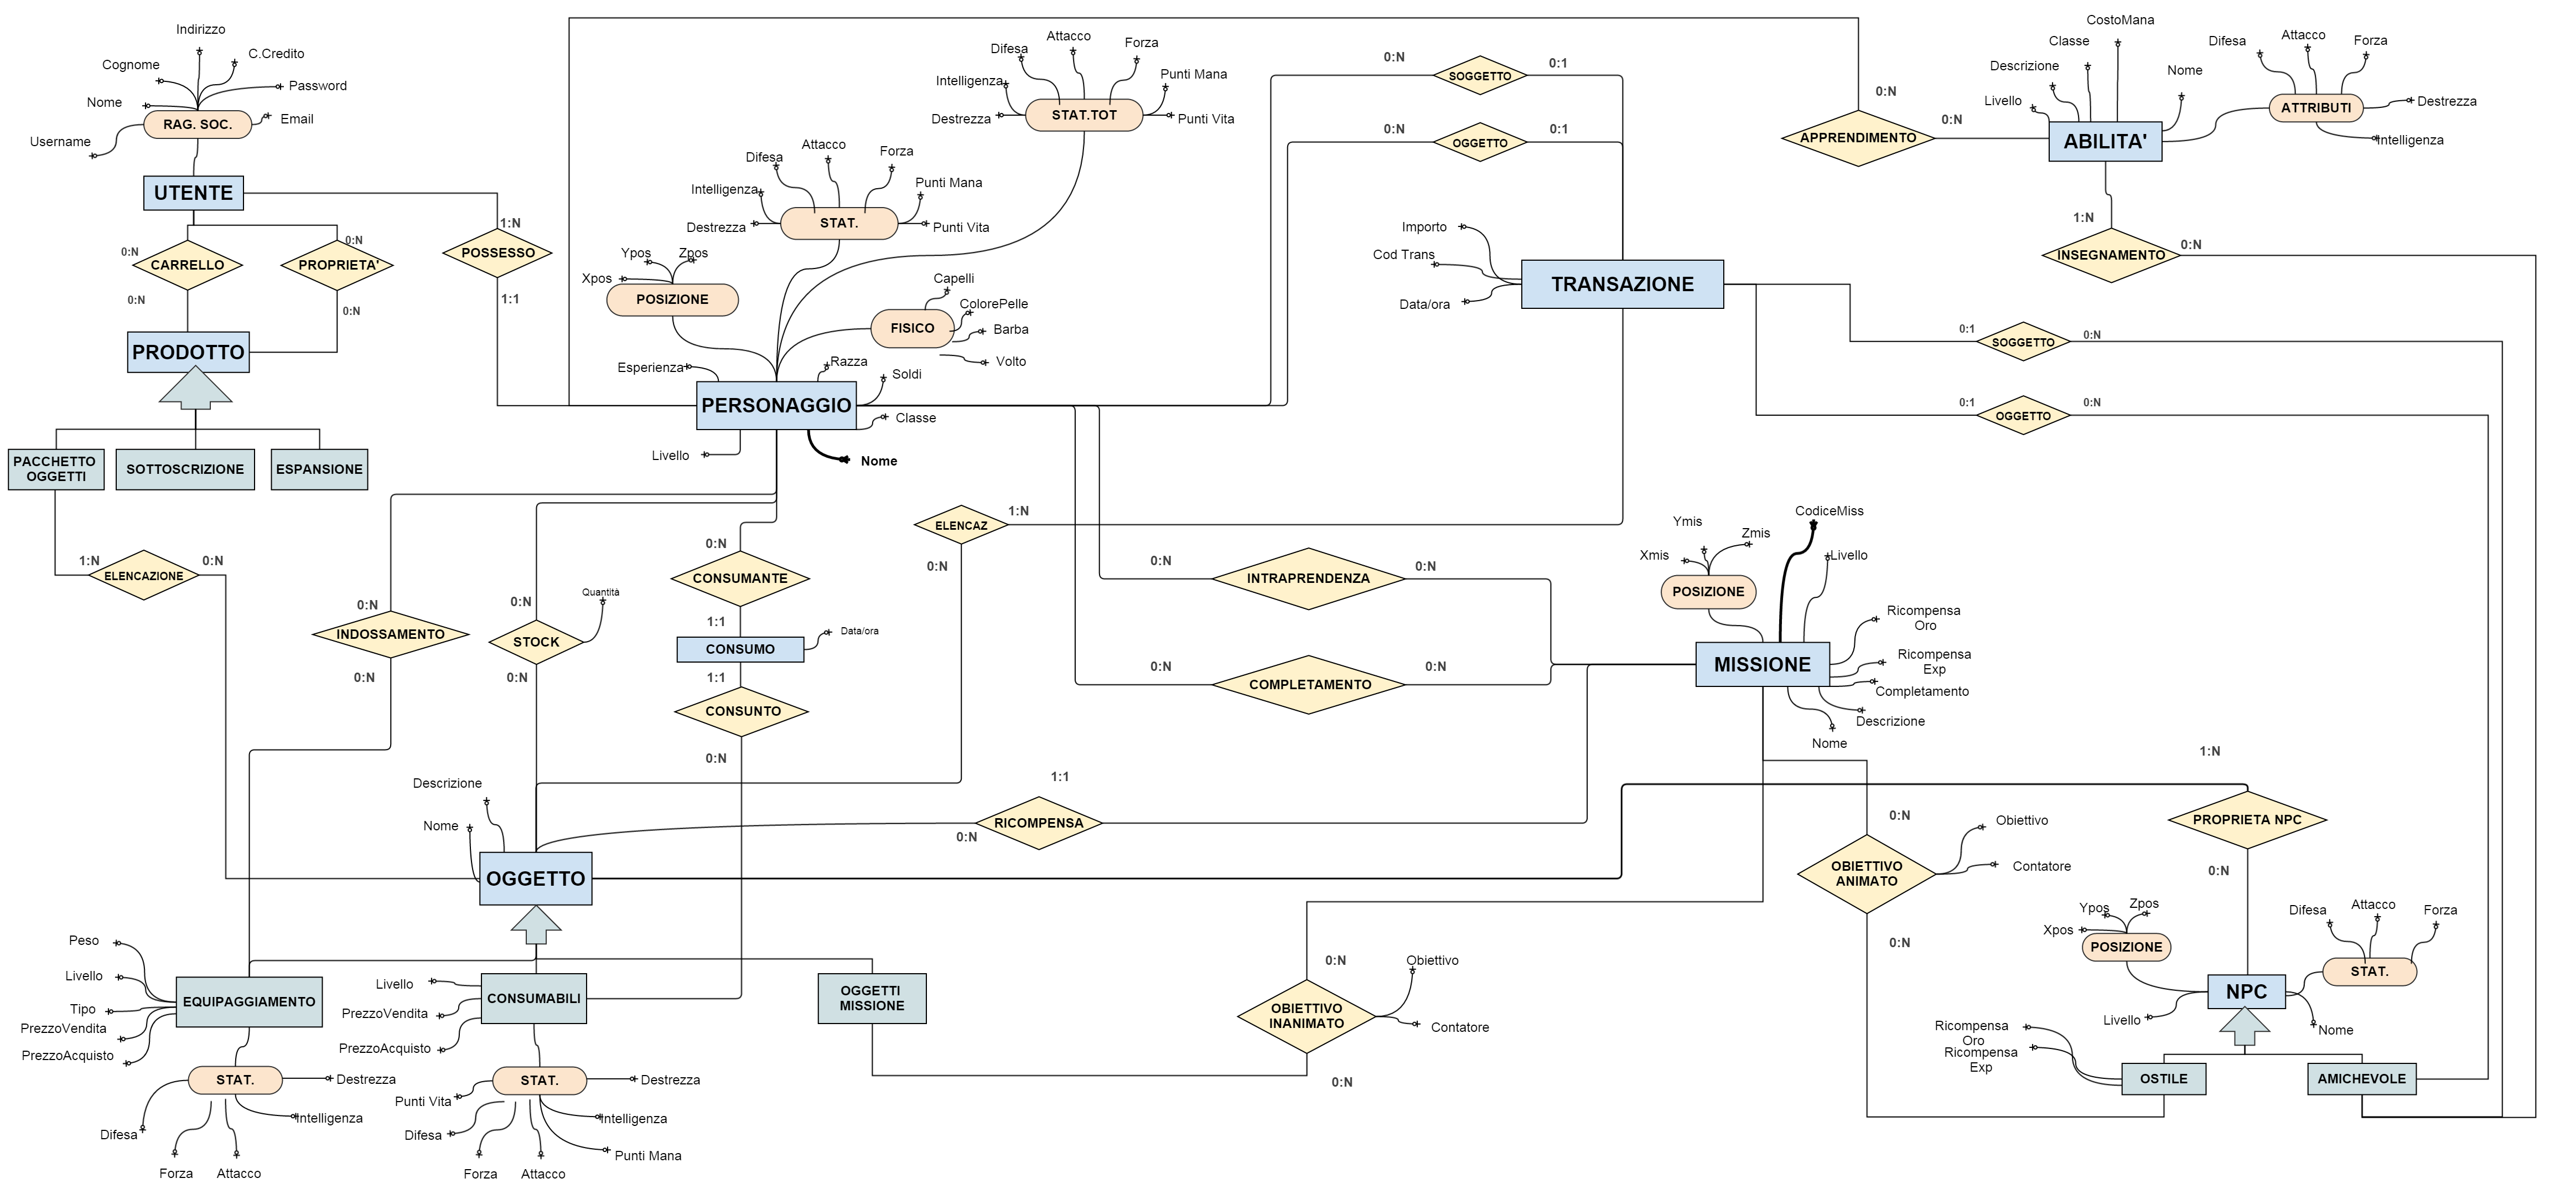 Indirizzo
Cognome
C.Credito
Nome
Password
RAG. SOC.
Email
Username
UTENTE
0:N
0:N
1:N
CARRELLO
PROPRIETA'
POSSESSO
0:N
0:N
1:1
PRODOTTO
PACCHETTO
OGGETTI
SOTTOSCRIZIONE
ESPANSIONE
1:N
ELENCAZIONE
0:N
Difesa
Attacco
Forza
Intelligenza
Punti Mana
Destrezza
STAT.TOT
Punti Vita
Difesa
Attacco
Forza
Intelligenza
Punti Mana
Destrezza
STAT.
Punti Vita
Ypos
Zpos
Xpos
POSIZIONE
Capelli
ColorePelle
FISICO
Barba
Volto
Esperienza
Razza
Soldi
PERSONAGGIO
Classe
Livello
Nome
0:N
SOGGETTO
0:1
0:N
OGGETTO
0:1
Importo
Cod Trans
Data/ora
TRANSAZIONE
0:N
APPRENDIMENTO
0:N
CostoMana
Classe
Descrizione
Nome
Livello
ABILITA'
Difesa
Attacco
Forza
ATTRIBUTI
Destrezza
Intelligenza
1:N
INSEGNAMENTO
0:N
0:1
SOGGETTO
0:N
0:1
OGGETTO
0:N
ELENCAZ
1:N
0:N
0:N
INDOSSAMENTO
0:N
0:N
Quantità
STOCK
0:N
0:N
CONSUMANTE
1:1
CONSUMO
Data/ora
1:1
CONSUNTO
0:N
0:N
INTRAPRENDENZA
0:N
0:N
COMPLETAMENTO
0:N
CodiceMiss
Ymis
Zmis
Xmis
Livello
POSIZIONE
Ricompensa
Oro
MISSIONE
Ricompensa
Exp
Completamento
Descrizione
Nome
1:1
RICOMPENSA
0:N
Descrizione
Nome
OGGETTO
1:N
PROPRIETA NPC
0:N
0:N
OBIETTIVO
ANIMATO
Obiettivo
Contatore
0:N
Peso
Livello
Tipo
PrezzoVendita
PrezzoAcquisto
EQUIPAGGIAMENTO
STAT.
Destrezza
Intelligenza
Difesa
Forza
Attacco
Livello
PrezzoVendita
PrezzoAcquisto
CONSUMABILI
STAT.
Destrezza
Punti Vita
Intelligenza
Difesa
Punti Mana
Forza
Attacco
OGGETTI
MISSIONE
0:N
Obiettivo
OBIETTIVO
INANIMATO
Contatore
0:N
Ypos
Zpos
Xpos
POSIZIONE
Difesa
Attacco
Forza
STAT.
NPC
Livello
Nome
Ricompensa
Oro
Ricompensa
Exp
OSTILE
AMICHEVOLE